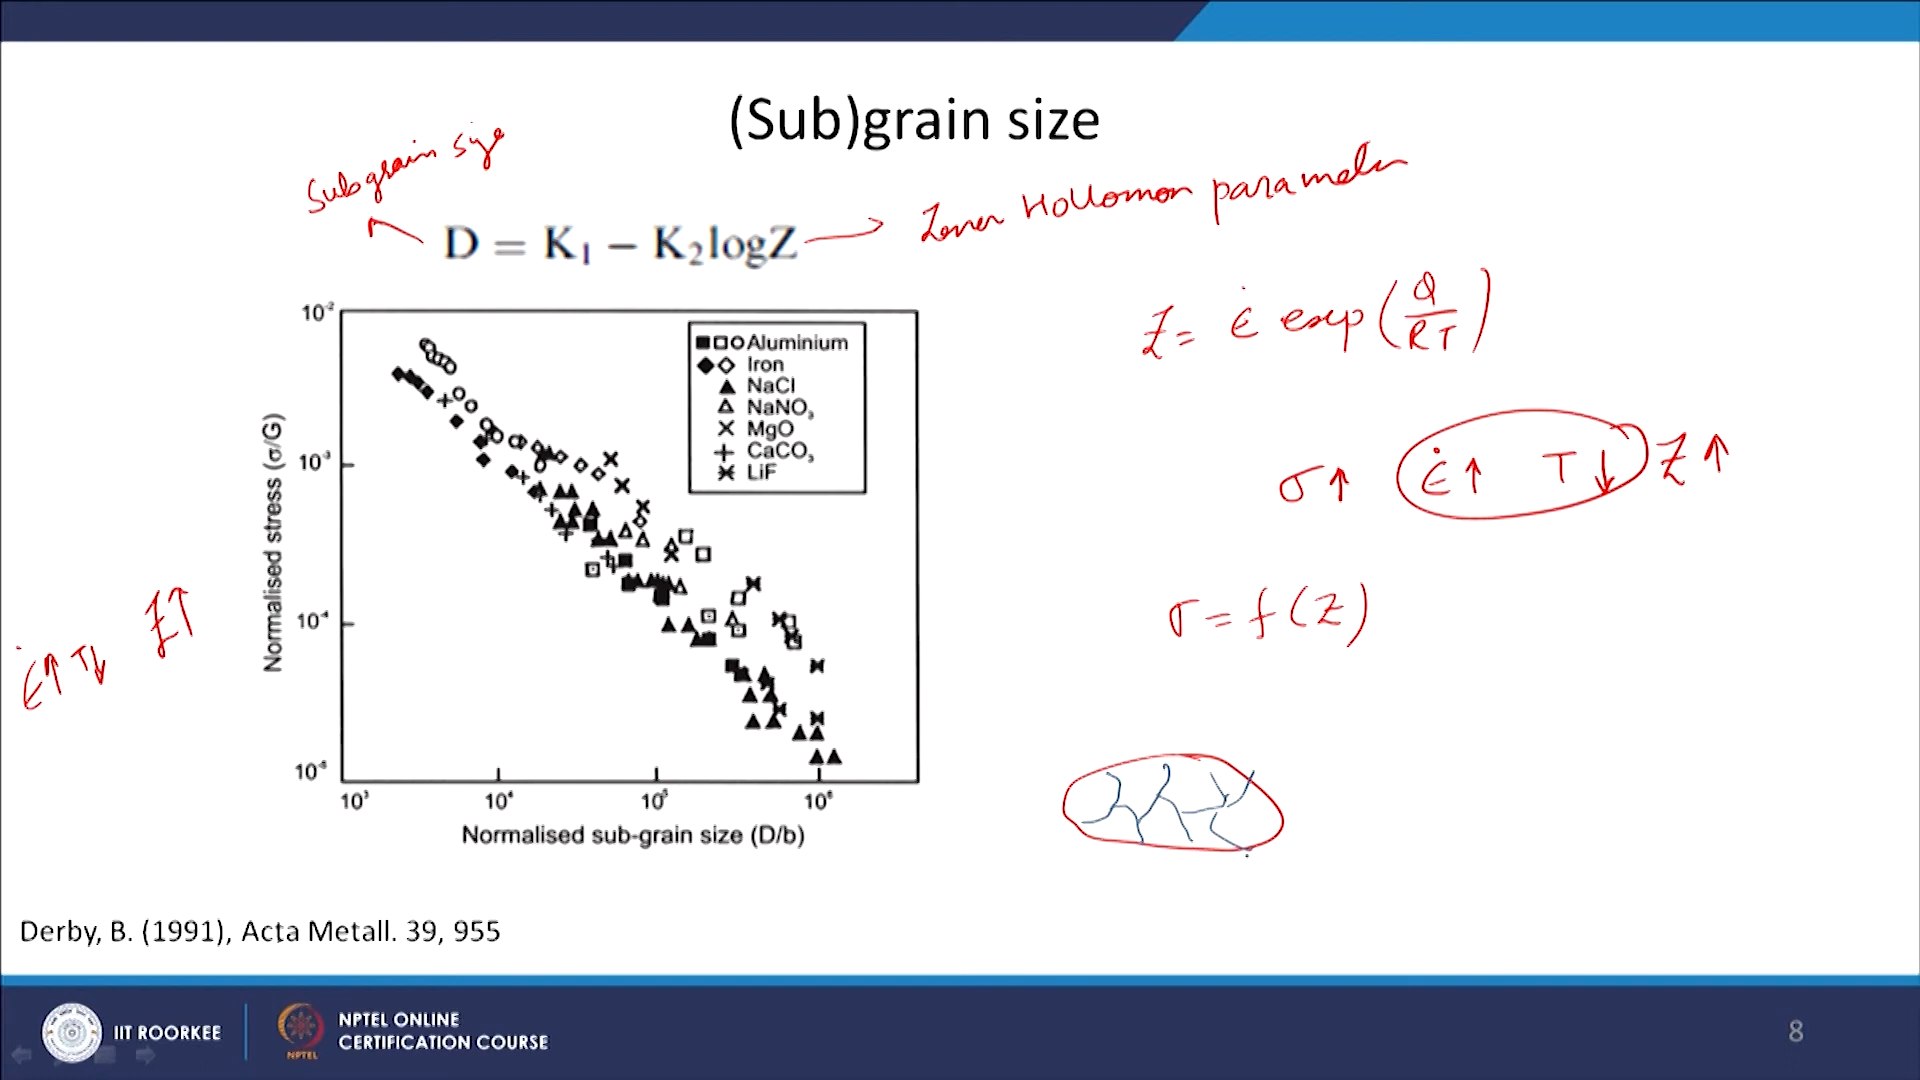 (Sub)grain size
Subgrain size
D = K₁ − K₂logZ
Zener Hollomon parameter
Z = ε̇ exp(Q/RT)
σ↑ ε̇↑ T↓ Z↑
σ = f(Z)
ε̇↑ T↓ Z↑
Normalised stress (σ/G)
10⁻²
10⁻³
10⁻⁴
10⁻⁵
Aluminium
Iron
NaCl
NaNO₃
MgO
CaCO₃
LiF
10³ 10⁴ 10⁵ 10⁶
Normalised sub-grain size (D/b)
Derby, B. (1991), Acta Metall. 39, 955
IIT ROORKEE
NPTEL
NPTEL ONLINE
CERTIFICATION COURSE
8